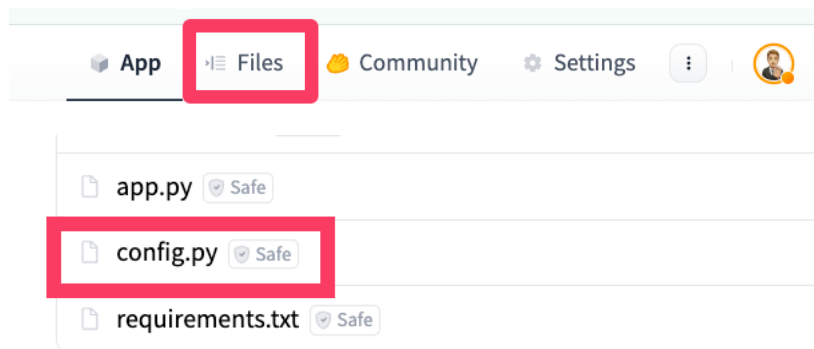 App Files Community Settings
app.py Safe
config.py Safe
requirements.txt Safe